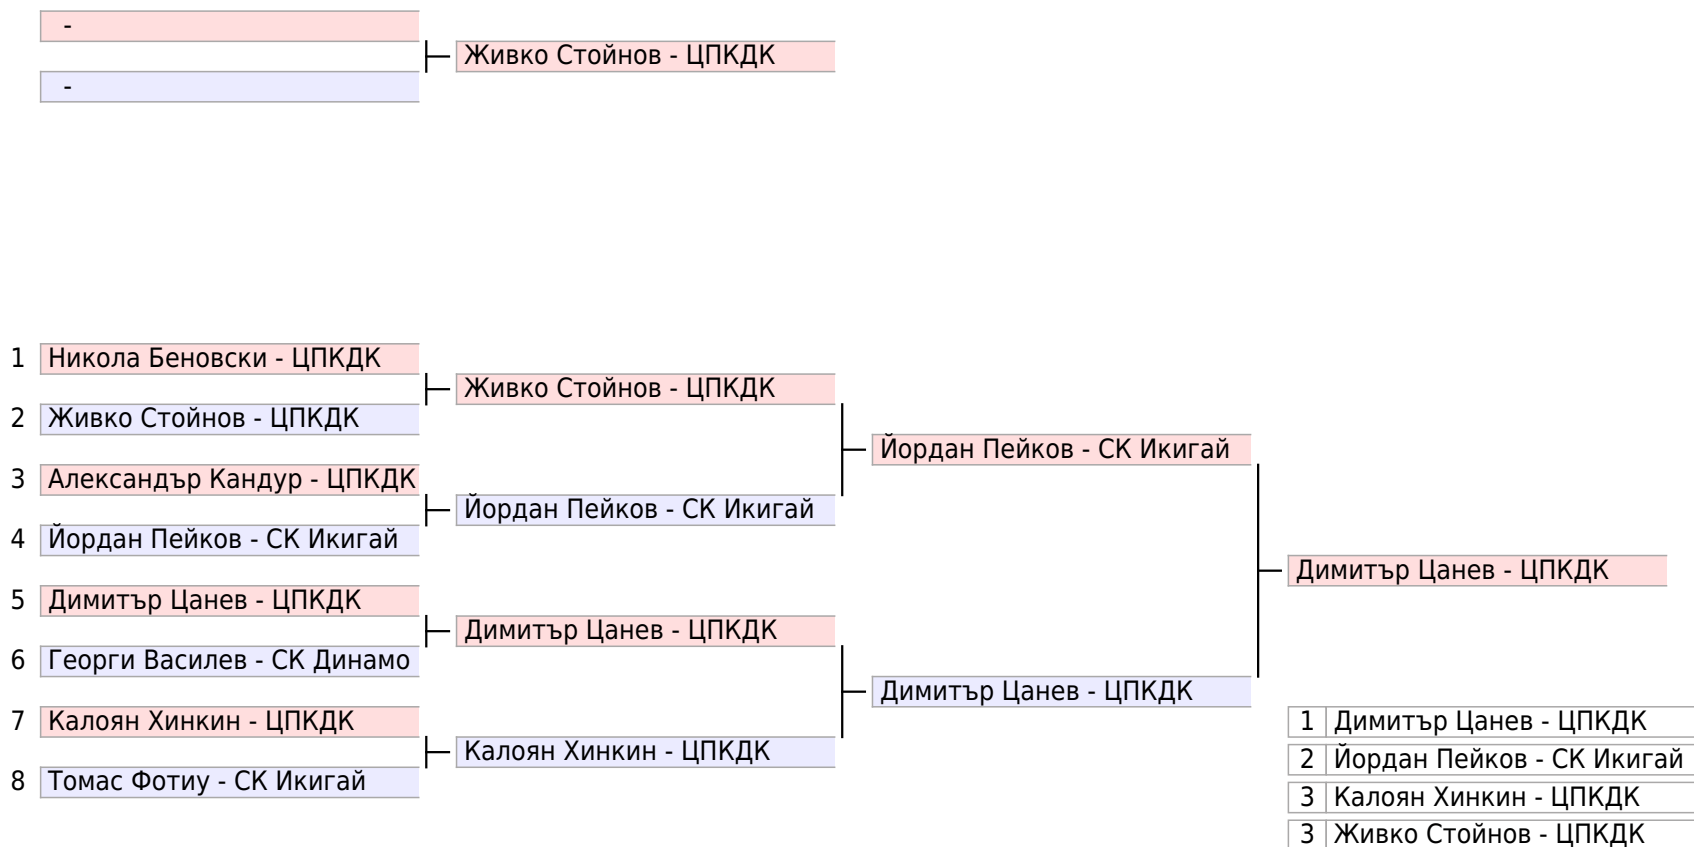 -
Живко Стойнов - ЦПКДК
-
1 Никола Беновски - ЦПКДК
Живко Стойнов - ЦПКДК
2 Живко Стойнов - ЦПКДК
Йордан Пейков - СК Икигай
3 Александър Кандур - ЦПКДК
Йордан Пейков - СК Икигай
4 Йордан Пейков - СК Икигай
Димитър Цанев - ЦПКДК
5 Димитър Цанев - ЦПКДК
Димитър Цанев - ЦПКДК
6 Георги Василев - СК Динамо
Димитър Цанев - ЦПКДК
7 Калоян Хинкин - ЦПКДК
Калоян Хинкин - ЦПКДК
8 Томас Фотиу - СК Икигай
1 Димитър Цанев - ЦПКДК
2 Йордан Пейков - СК Икигай
3 Калоян Хинкин - ЦПКДК
3 Живко Стойнов - ЦПКДК